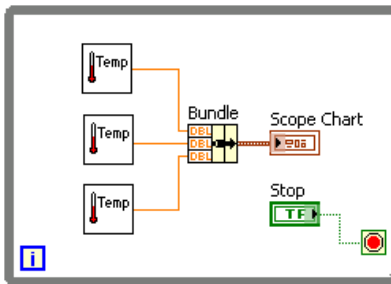 Temp
Bundle
DBL
Temp
DBL
Scope Chart
DBL
Temp
Stop
TF
i